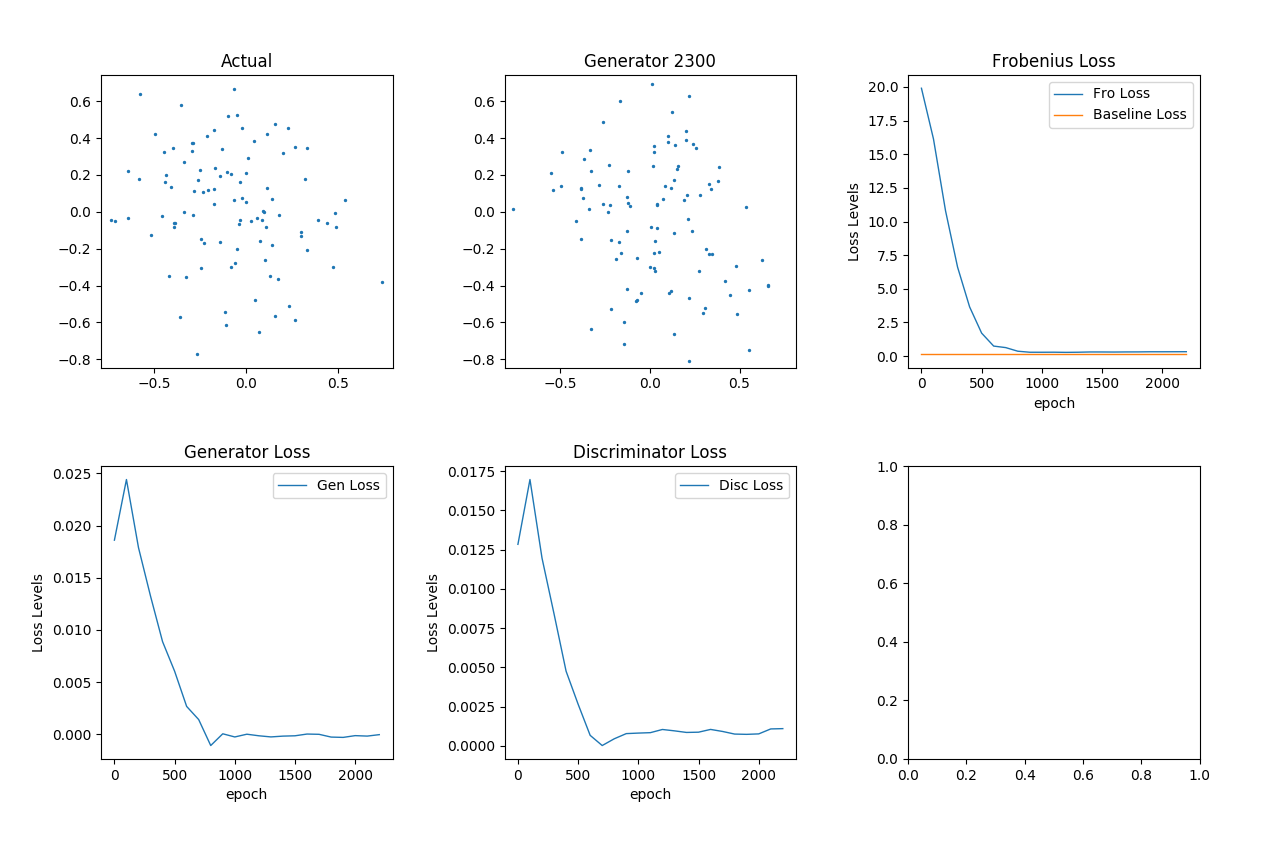 Actual
0.6
0.4
0.2
0.0
−0.2
−0.4
−0.6
−0.8
−0.5 0.0 0.5
Generator 2300
0.6
0.4
0.2
0.0
−0.2
−0.4
−0.6
−0.8
−0.5 0.0 0.5
Frobenius Loss
Fro Loss
Baseline Loss
Loss Levels
20.0
17.5
15.0
12.5
10.0
7.5
5.0
2.5
0.0
0 500 1000 1500 2000
epoch
Generator Loss
Gen Loss
Loss Levels
0.025
0.020
0.015
0.010
0.005
0.000
0 500 1000 1500 2000
epoch
Discriminator Loss
Disc Loss
Loss Levels
0.0175
0.0150
0.0125
0.0100
0.0075
0.0050
0.0025
0.0000
0 500 1000 1500 2000
epoch
1.0
0.8
0.6
0.4
0.2
0.0
0.0 0.2 0.4 0.6 0.8 1.0